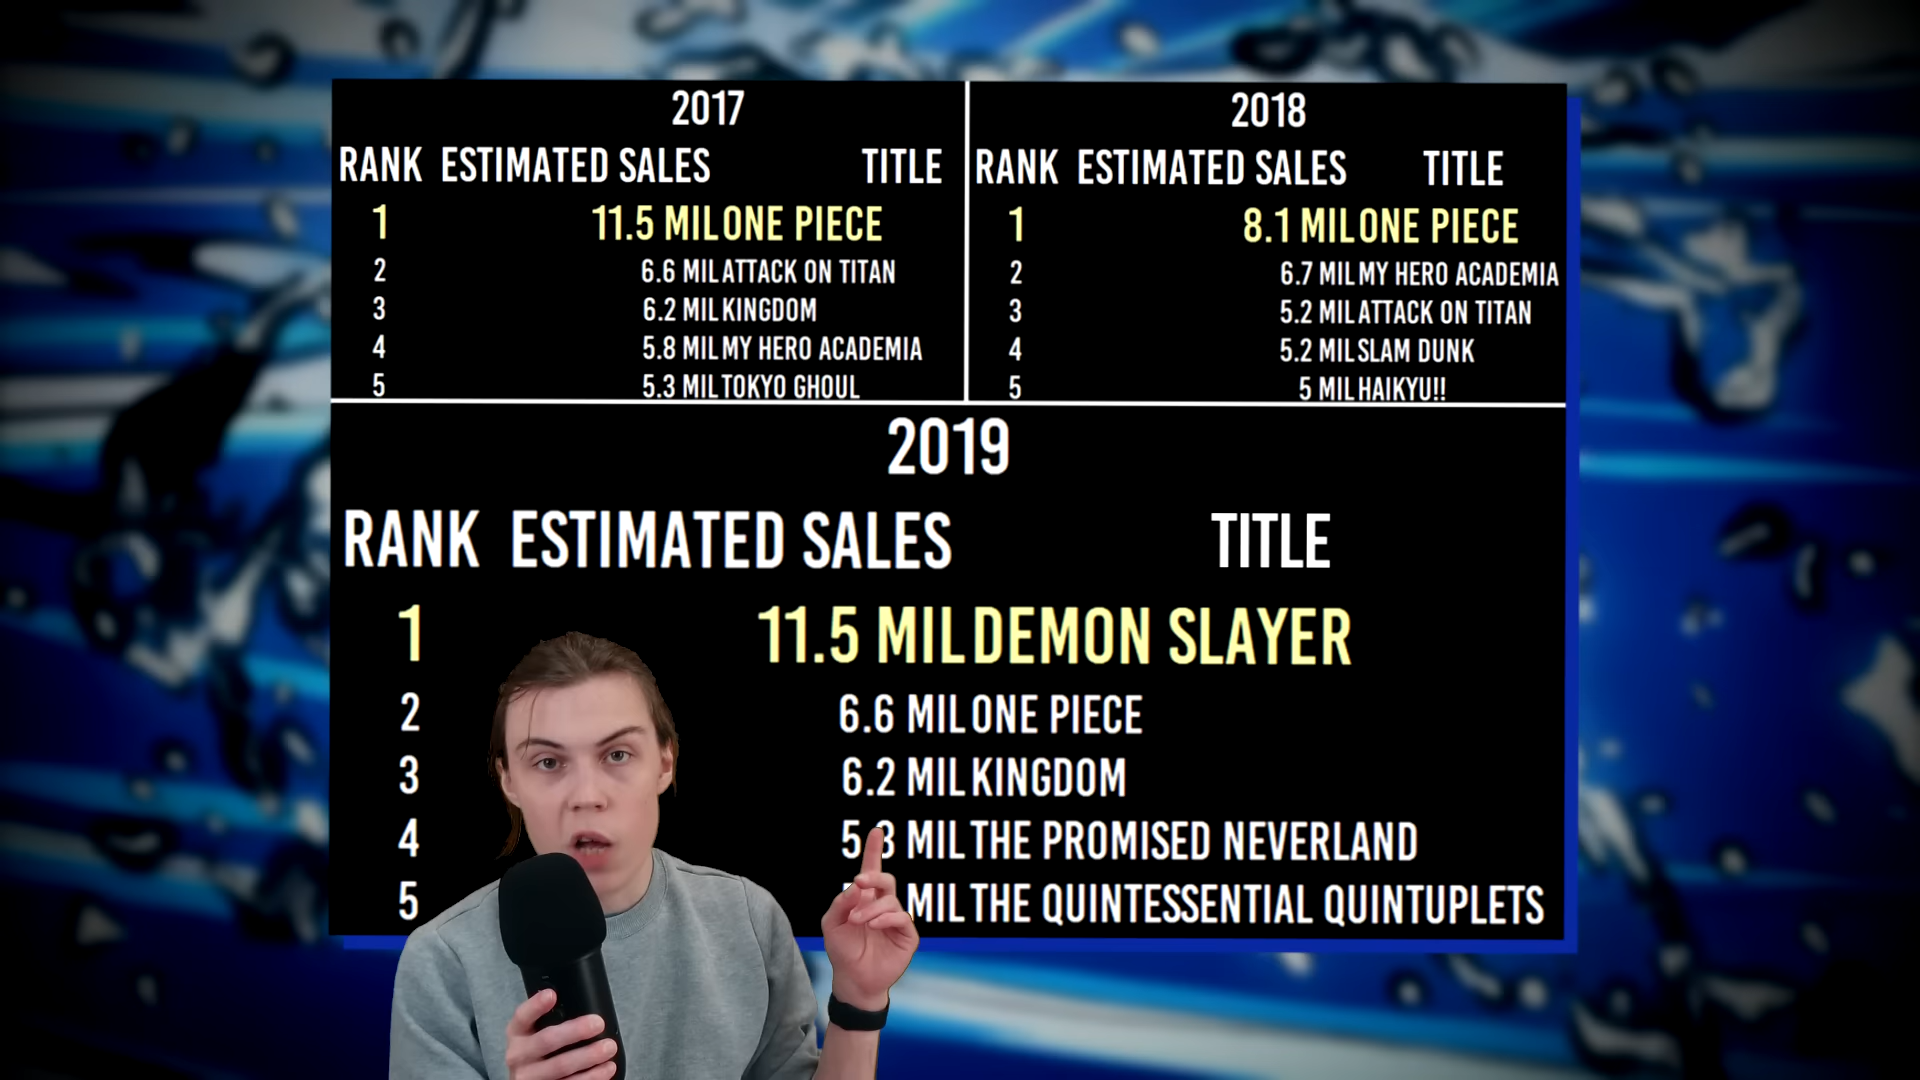 2017
RANK ESTIMATED SALES TITLE
1 11.5 MIL ONE PIECE
2 6.6 MIL ATTACK ON TITAN
3 6.2 MIL KINGDOM
4 5.8 MIL MY HERO ACADEMIA
5 5.3 MIL TOKYO GHOUL
2018
RANK ESTIMATED SALES TITLE
1 8.1 MIL ONE PIECE
2 6.7 MIL MY HERO ACADEMIA
3 5.2 MIL ATTACK ON TITAN
4 5.2 MIL SLAM DUNK
5 5 MIL HAIKYU!!
2019
RANK ESTIMATED SALES TITLE
1 11.5 MIL DEMON SLAYER
2 6.6 MIL ONE PIECE
3 6.2 MIL KINGDOM
4 MIL THE PROMISED NEVERLAND
5 MIL THE QUINTESSENTIAL QUINTUPLETS